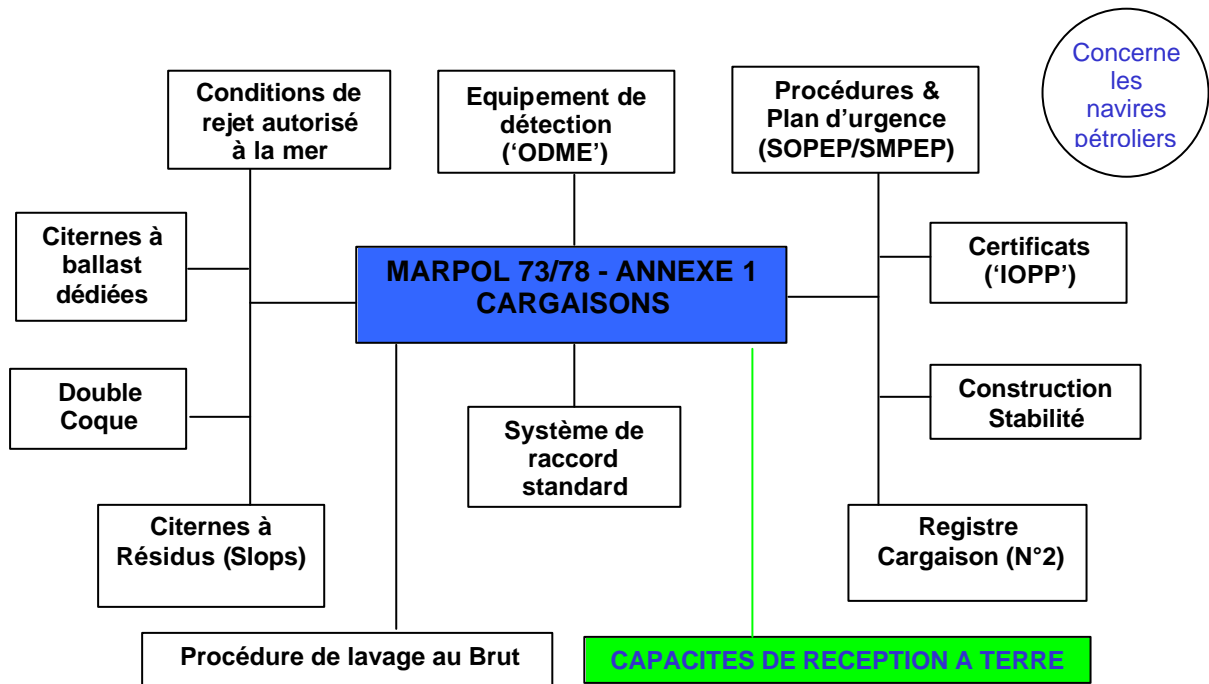 Concerne
les
navires
pétroliers
Conditions de
rejet autorisé
à la mer
Equipement de
détection
(‘ODME’)
Procédures &
Plan d’urgence
(SOPEP/SMPEP)
Citernes à
ballast
dédiées
MARPOL 73/78 - ANNEXE 1
CARGAISONS
Certificats
(‘IOPP’)
Double
Coque
Système de
raccord
standard
Construction
Stabilité
Citernes à
Résidus (Slops)
Registre
Cargaison (N°2)
Procédure de lavage au Brut
CAPACITES DE RECEPTION A TERRE